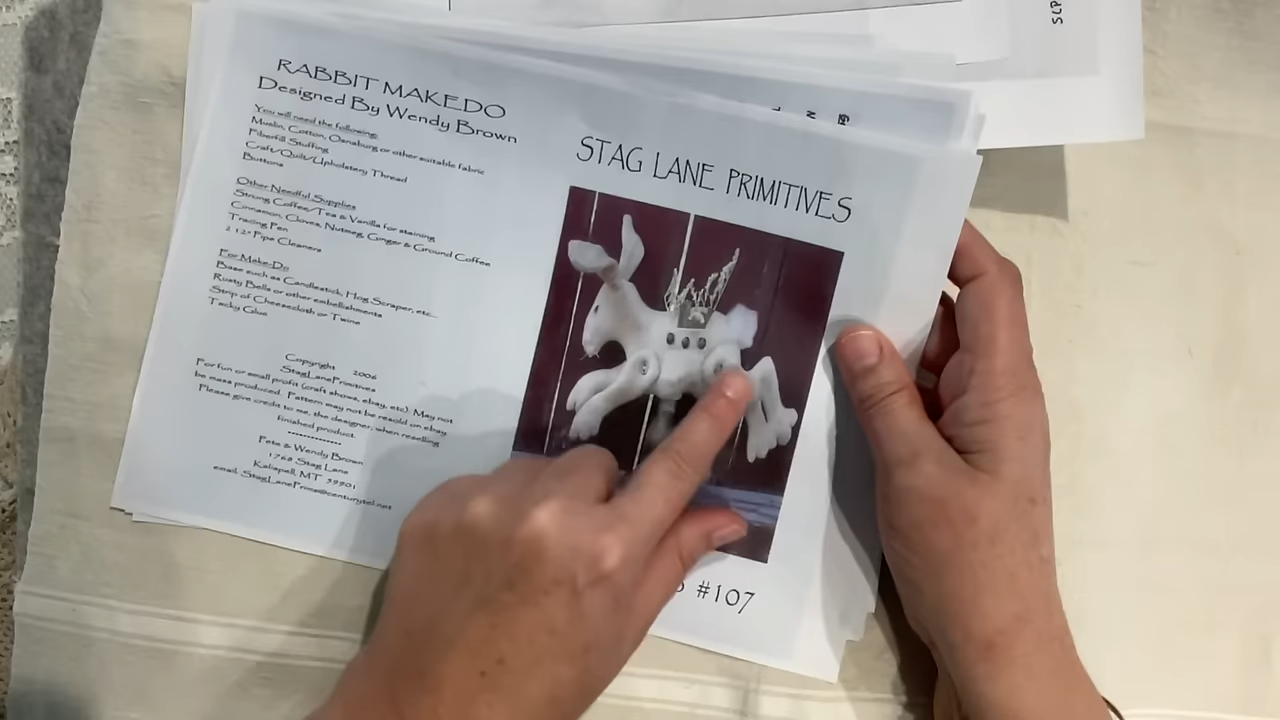 RABBIT MAKEDO
Designed By Wendy Brown
You will need the following:
Muslin, Cotton, Osnaburg or other suitable fabric
Fiberfill Stuffing
Craft/Quilt/Upholstery Thread
Buttons
Other Needful Supplies
Strong Coffee/Tea & Vanilla for staining
Cinnamon, Cloves, Nutmeg, Ginger & Ground Coffee
Tracing Pen
2 12" Pipe Cleaners
For Make-Do
Base such as Candlestick, Hog Scraper, etc...
Rusty Bells or other embellishments
Strip of Cheesecloth or Twine
Tacky Glue
Copyright 2006
StagLanePrimitives
For fun or small profit (craft shows, ebay, etc). May not
be mass produced. Pattern may not be resold on ebay.
Please give credit to me, the designer, when reselling
finished product.
-------------
Pete & Wendy Brown
1768 Stag Lane
Kalispell, MT 59901
email: StagLanePrims@centurytel.net
STAG LANE PRIMITIVES
#107